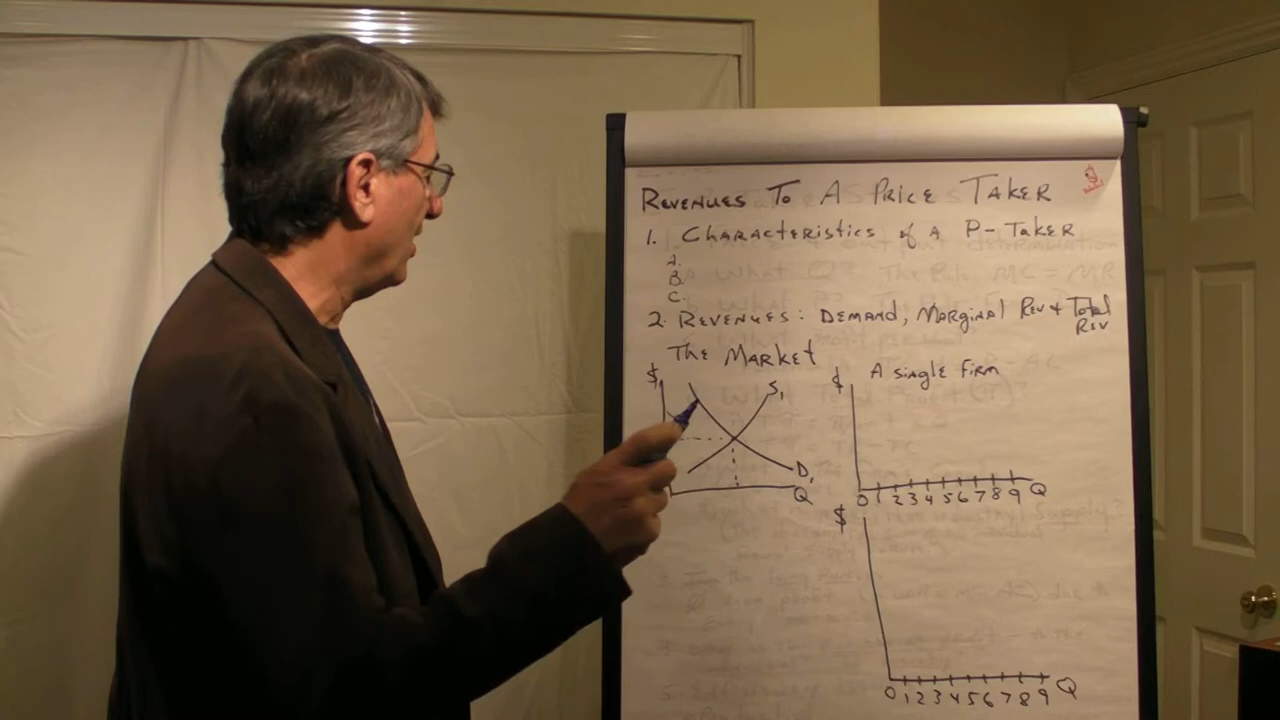 REVENUES TO A PRICE TAKER
1. CHARACTERISTICS of A P-TAKER
A.
B.
C.
2. REVENUES: DEMAND, MARGINAL REV + Total
REV
The MARKET
A single firm
$
S1
D1
Q
$
0 1 2 3 4 5 6 7 8 9 Q
$
0 1 2 3 4 5 6 7 8 9 Q